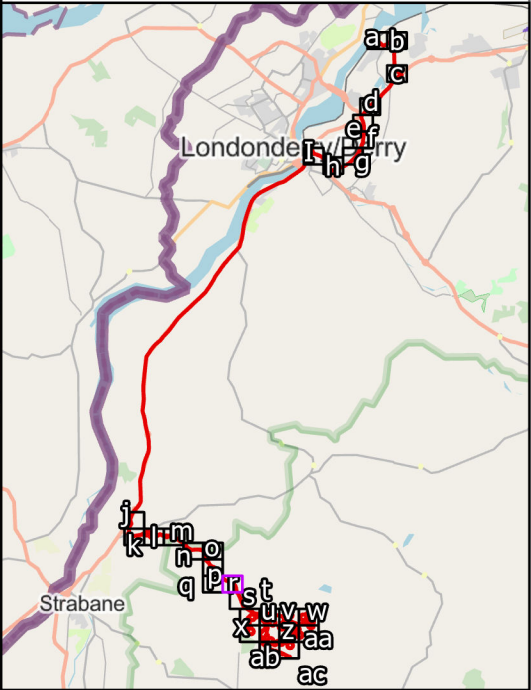 a b
c
d
Londonderry/Derry
e f
I h g
j
k l m
n o
p
q r
s t
u v w
x z aa
ab
ac
Strabane